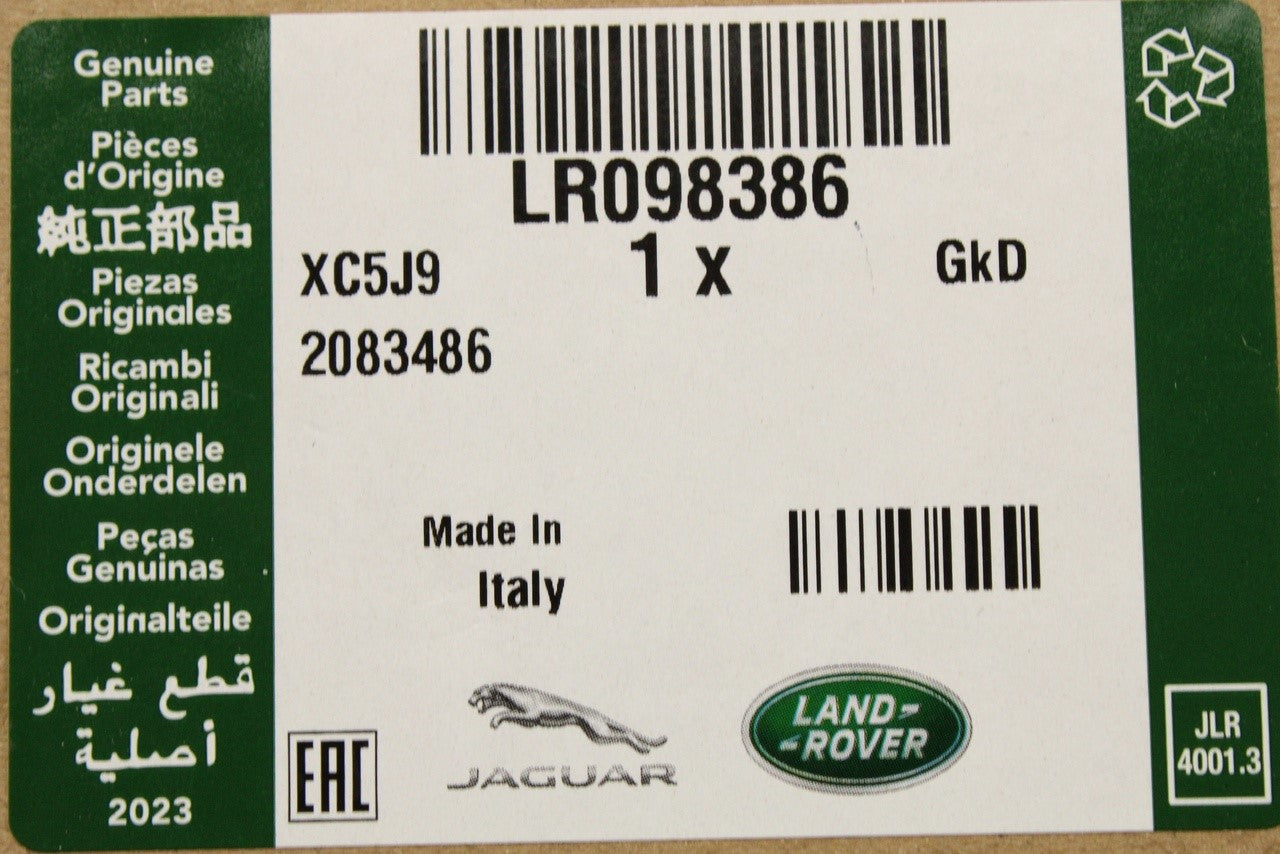 Genuine
Parts
Pièces
d'Origine
純正部品
Piezas
Originales
Ricambi
Originali
Originele
Onderdelen
Peças
Genuinas
Originalteile
قطع غيار
أصلية
2023
LR098386
XC5J9
1 x
GkD
2083486
Made In
Italy
EAC
JAGUAR
LAND-
-ROVER
JLR
4001.3